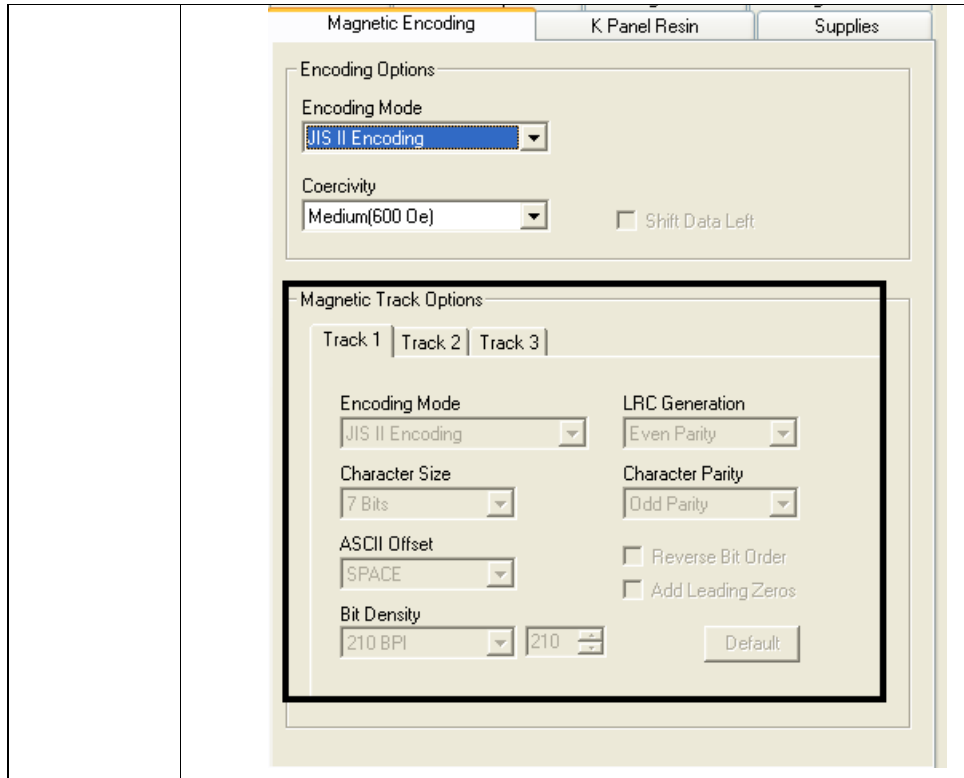 Magnetic Encoding K Panel Resin Supplies
Encoding Options
Encoding Mode
JIS II Encoding
Coercivity
Medium(600 Oe) Shift Data Left
Magnetic Track Options
Track 1 Track 2 Track 3
Encoding Mode LRC Generation
JIS II Encoding Even Parity
Character Size Character Parity
7 Bits Odd Parity
ASCII Offset Reverse Bit Order
SPACE Add Leading Zeros
Bit Density
210 BPI 210 Default